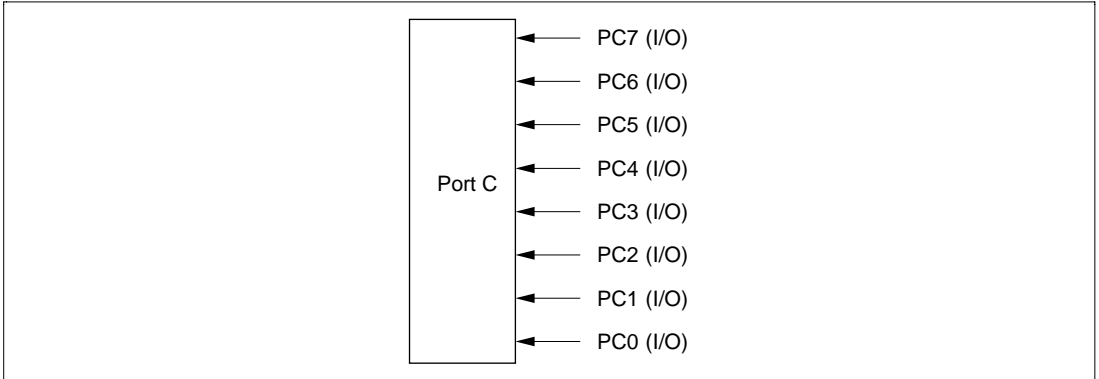 PC7 (I/O)
PC6 (I/O)
PC5 (I/O)
PC4 (I/O)
Port C
PC3 (I/O)
PC2 (I/O)
PC1 (I/O)
PC0 (I/O)